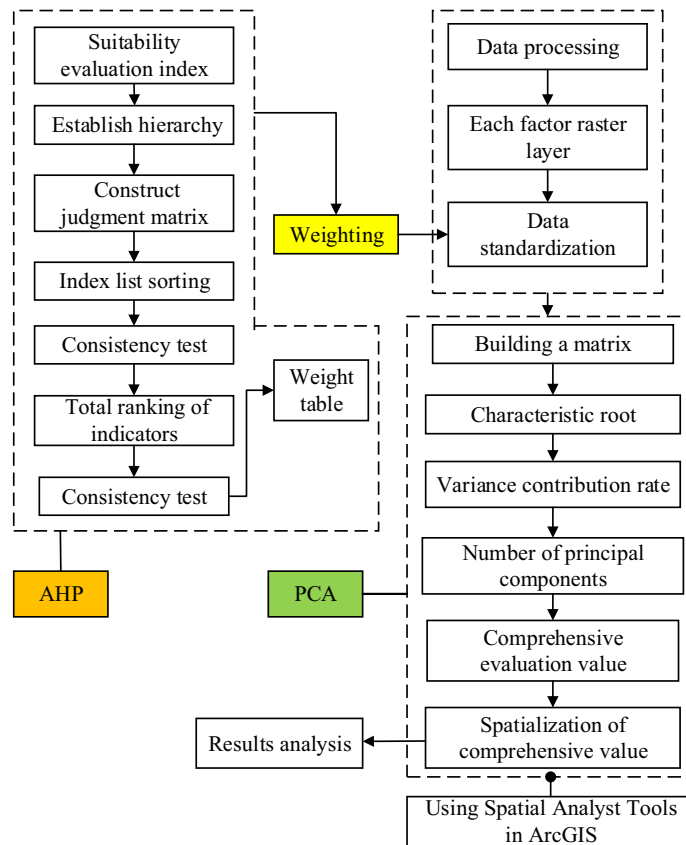 Suitability
evaluation index
Establish hierarchy
Construct
judgment matrix
Index list sorting
Consistency test
Total ranking of
indicators
Consistency test
Weight
table
AHP
Weighting
Data processing
Each factor raster
layer
Data
standardization
Building a matrix
Characteristic root
Variance contribution rate
Number of principal
components
Comprehensive
evaluation value
Spatialization of
comprehensive value
PCA
Results analysis
Using Spatial Analyst Tools
in ArcGIS